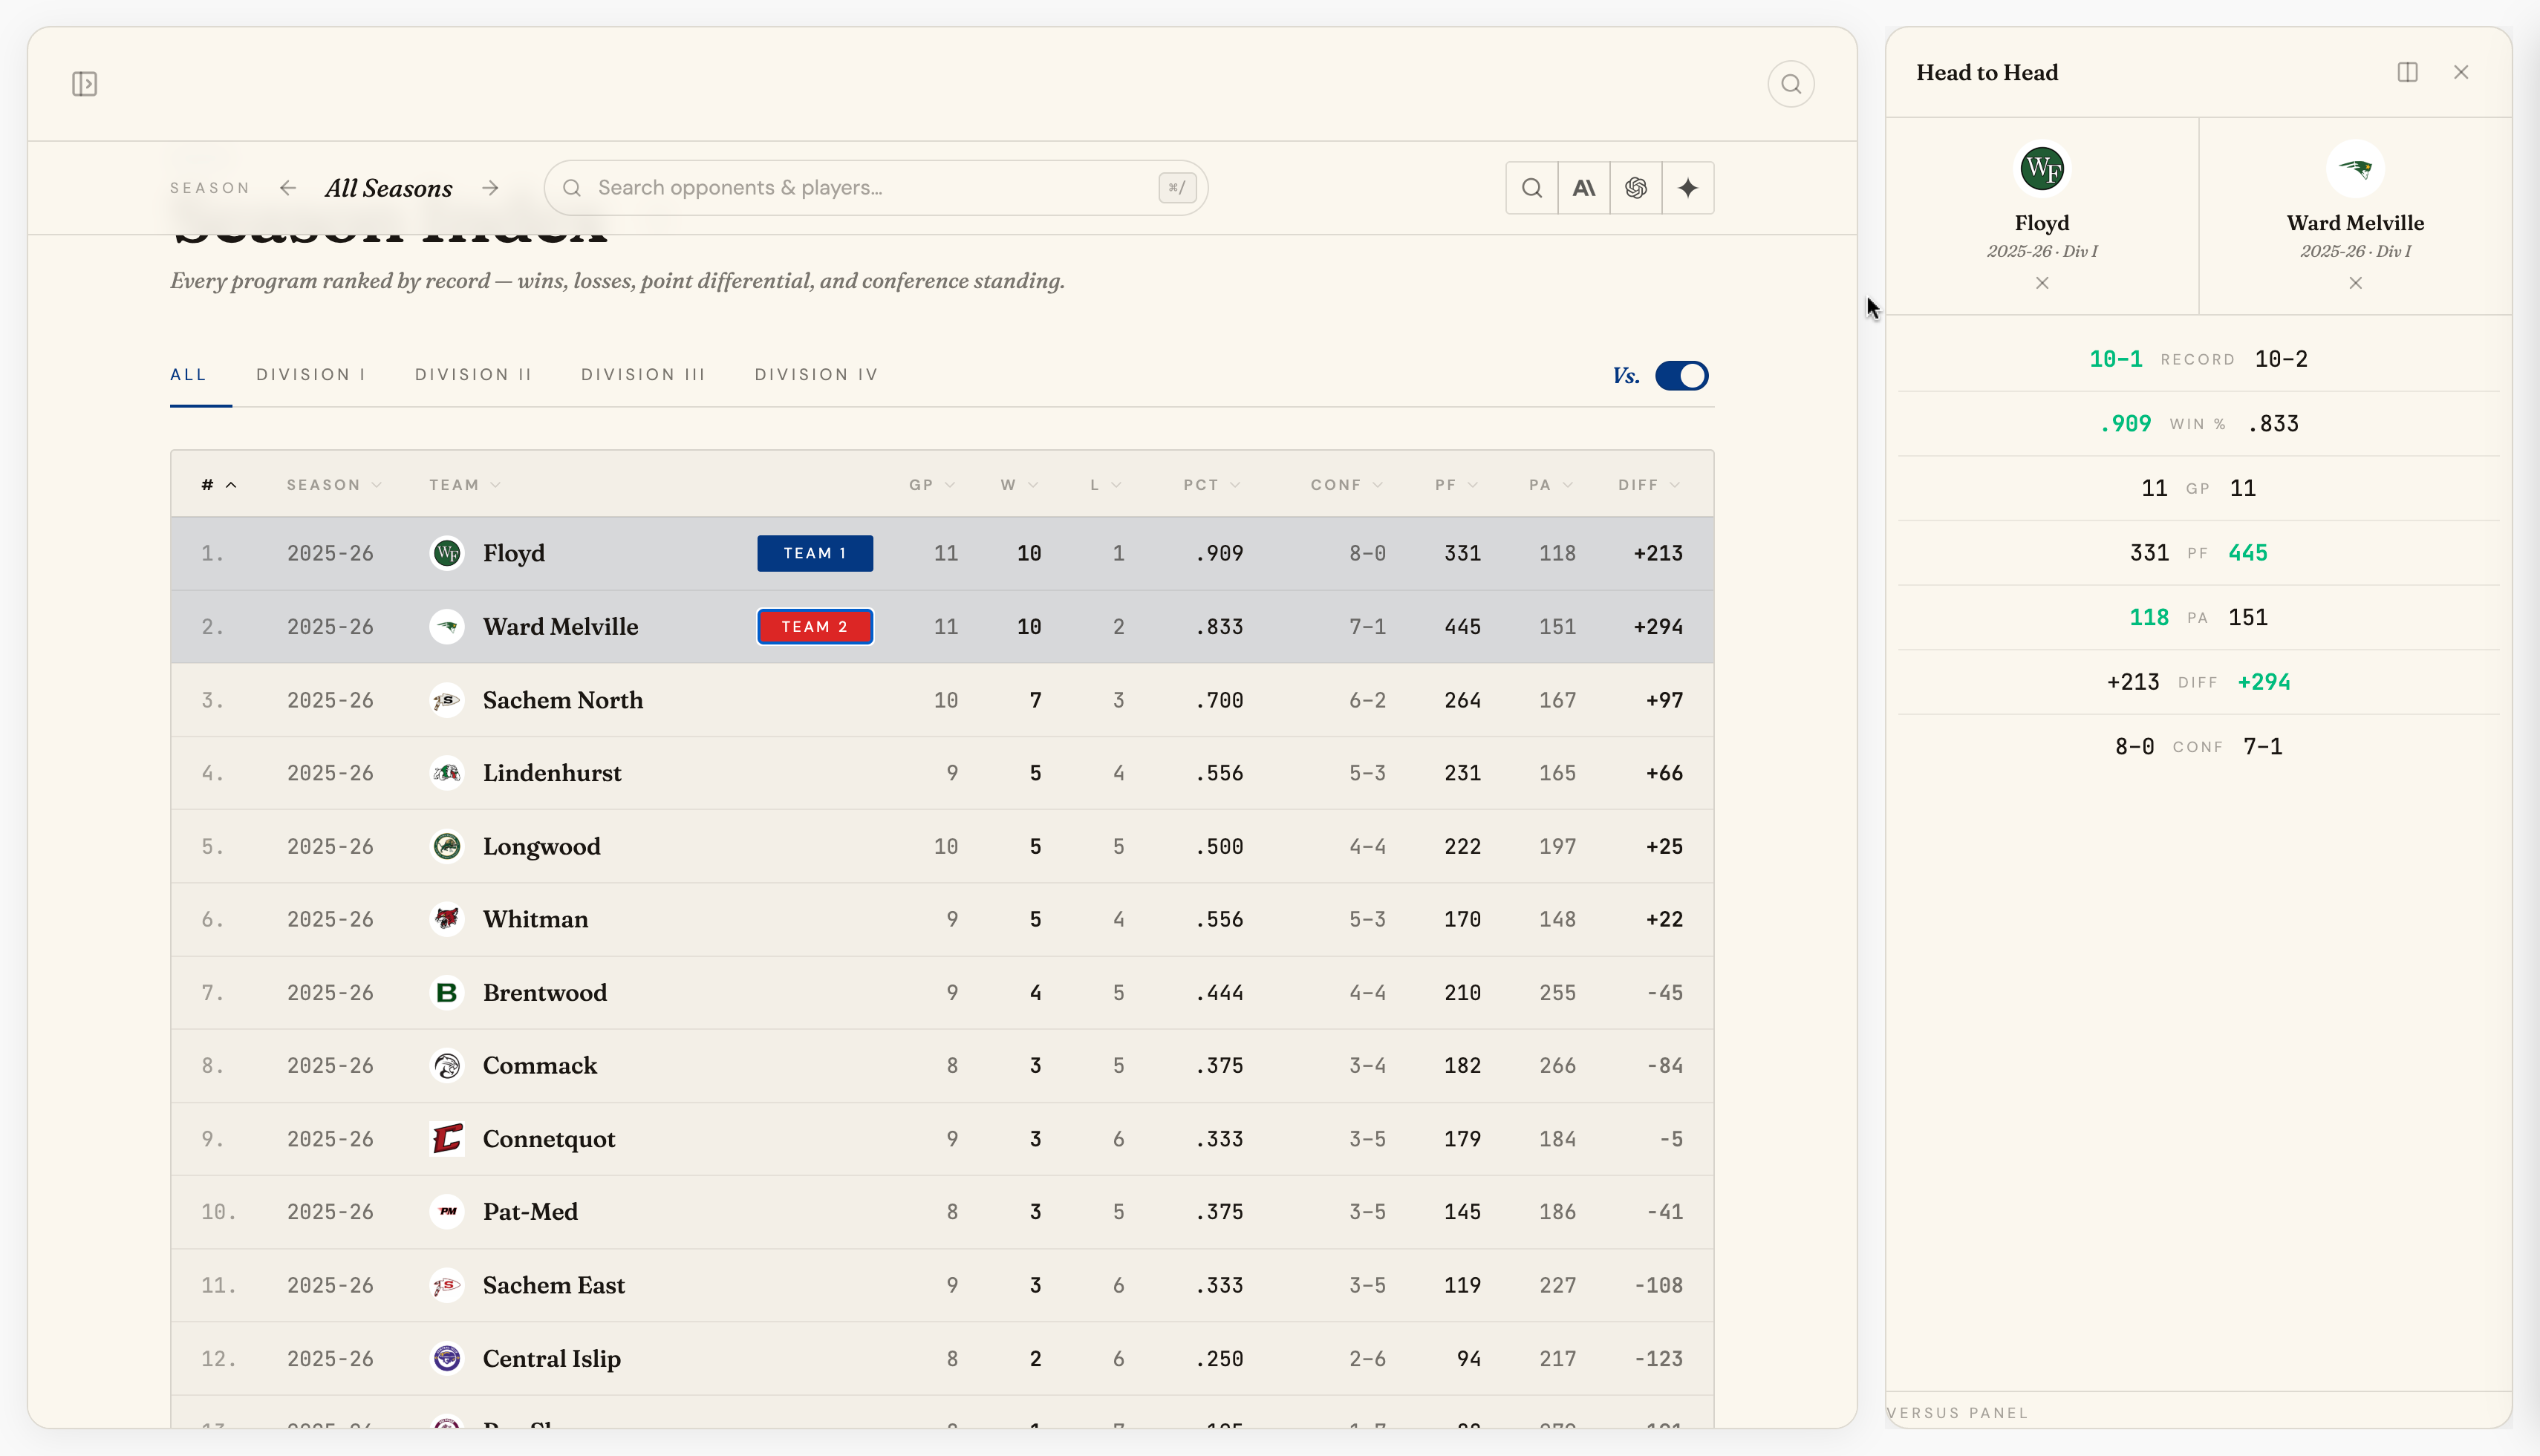 SEASON
All Seasons
Search opponents & players...
⌘/
Season Index
Every program ranked by record — wins, losses, point differential, and conference standing.
ALL DIVISION I DIVISION II DIVISION III DIVISION IV Vs.
# SEASON TEAM GP W L PCT CONF PF PA DIFF
1. 2025-26 WF Floyd TEAM 1 11 10 1 .909 8–0 331 118 +213
2. 2025-26 Ward Melville TEAM 2 11 10 2 .833 7–1 445 151 +294
3. 2025-26 S Sachem North 10 7 3 .700 6–2 264 167 +97
4. 2025-26 Lindenhurst 9 5 4 .556 5–3 231 165 +66
5. 2025-26 Longwood 10 5 5 .500 4–4 222 197 +25
6. 2025-26 Whitman 9 5 4 .556 5–3 170 148 +22
7. 2025-26 B Brentwood 9 4 5 .444 4–4 210 255 -45
8. 2025-26 Commack 8 3 5 .375 3–4 182 266 -84
9. 2025-26 C Connetquot 9 3 6 .333 3–5 179 184 -5
10. 2025-26 PM Pat-Med 8 3 5 .375 3–5 145 186 -41
11. 2025-26 S Sachem East 9 3 6 .333 3–5 119 227 -108
12. 2025-26 Central Islip 8 2 6 .250 2–6 94 217 -123
Head to Head
WF
Floyd
2025-26 · Div I
Ward Melville
2025-26 · Div I
10–1 RECORD 10–2
.909 WIN % .833
11 GP 11
331 PF 445
118 PA 151
+213 DIFF +294
8–0 CONF 7–1
VERSUS PANEL